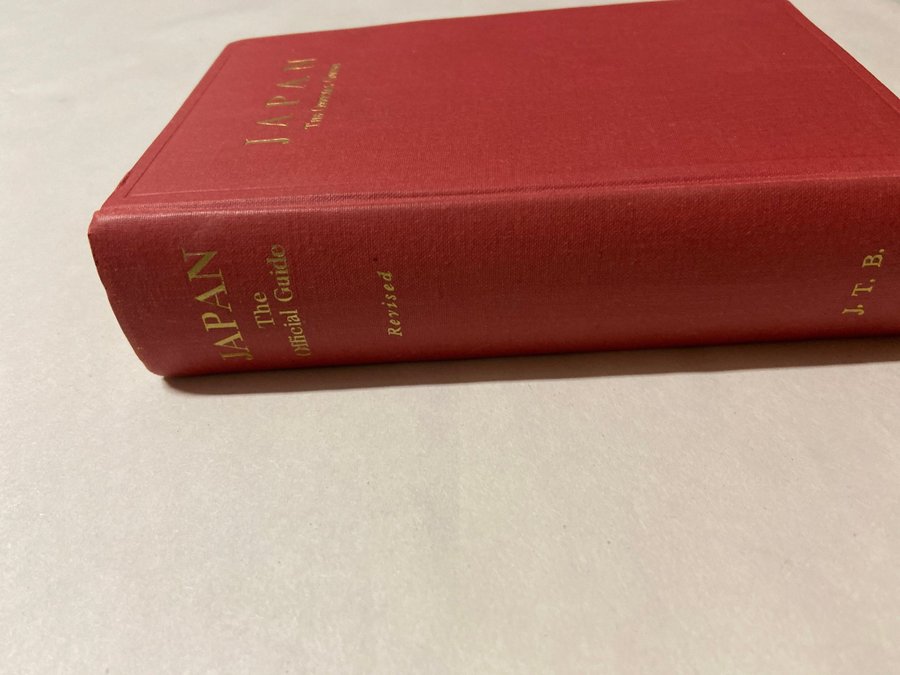 JAPAN
THE OFFICIAL GUIDE
JAPAN
The
Official Guide
Revised
J. T. B.